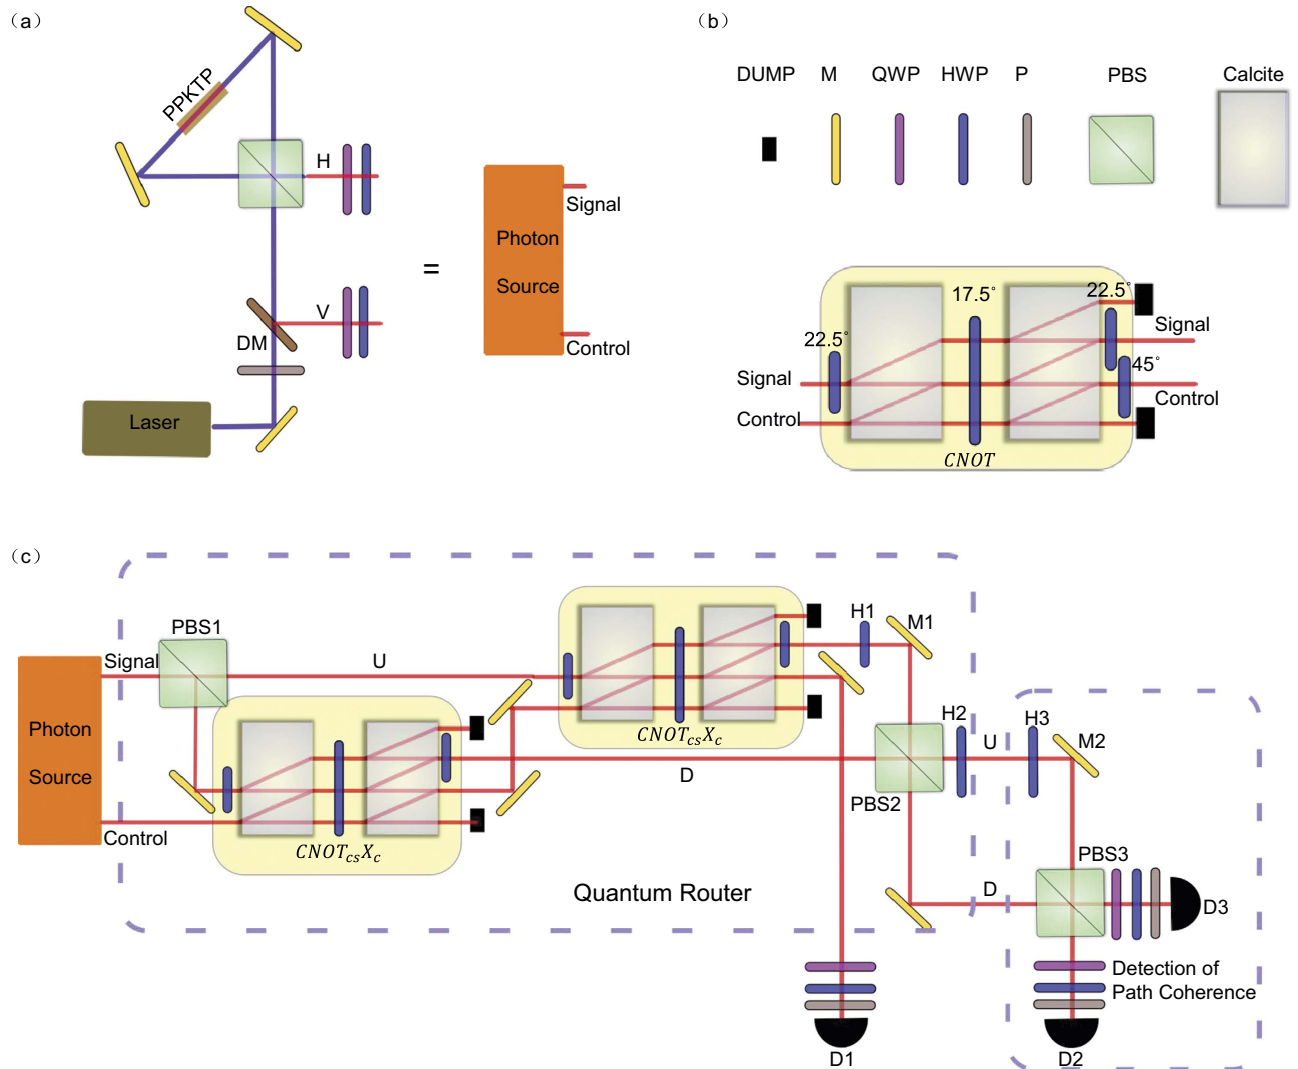 （a）
PPKTP
H
V
DM
Laser
=
Signal
Photon
Source
Control
（b）
DUMP M QWP HWP P PBS Calcite
22.5°
17.5°
22.5°
45°
Signal
Control
Signal
Control
CNOT
（c）
PBS1
Signal
U
Photon
Source
Control
CNOT_csX_c
CNOT_csX_c
H1
M1
D
PBS2
H2
U
H3
M2
PBS3
D
D3
Quantum Router
Detection of
Path Coherence
D1
D2